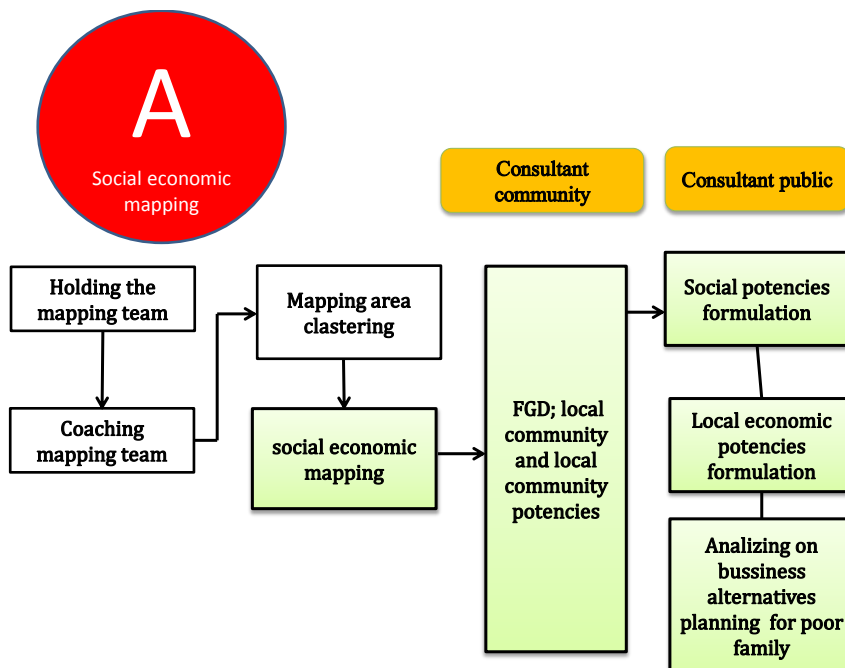 A
Social economic
mapping
Consultant
community
Consultant public
Holding the
mapping team
Coaching
mapping team
Mapping area
clastering
social economic
mapping
FGD; local
community
and local
community
potencies
Social potencies
formulation
Local economic
potencies
formulation
Analizing on
bussiness
alternatives
planning for poor
family